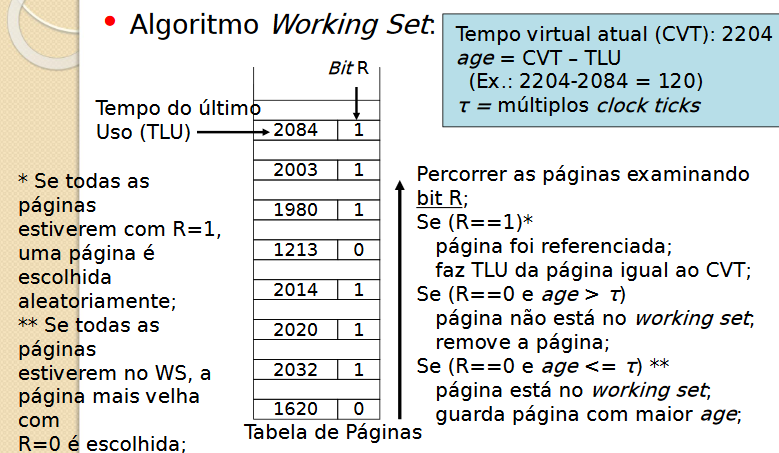 • Algoritmo Working Set:
Tempo virtual atual (CVT): 2204
age = CVT – TLU
(Ex.: 2204-2084 = 120)
τ = múltiplos clock ticks
Bit R
Tempo do último
Uso (TLU)
2084 1
2003 1
1980 1
1213 0
2014 1
2020 1
2032 1
1620 0
Tabela de Páginas
* Se todas as
páginas
estiverem com R=1,
uma página é
escolhida
aleatoriamente;
** Se todas as
páginas
estiverem no WS, a
página mais velha
com
R=0 é escolhida;
Percorrer as páginas examinando
bit R;
Se (R==1)*
página foi referenciada;
faz TLU da página igual ao CVT;
Se (R==0 e age > τ)
página não está no working set;
remove a página;
Se (R==0 e age <= τ) **
página está no working set;
guarda página com maior age;